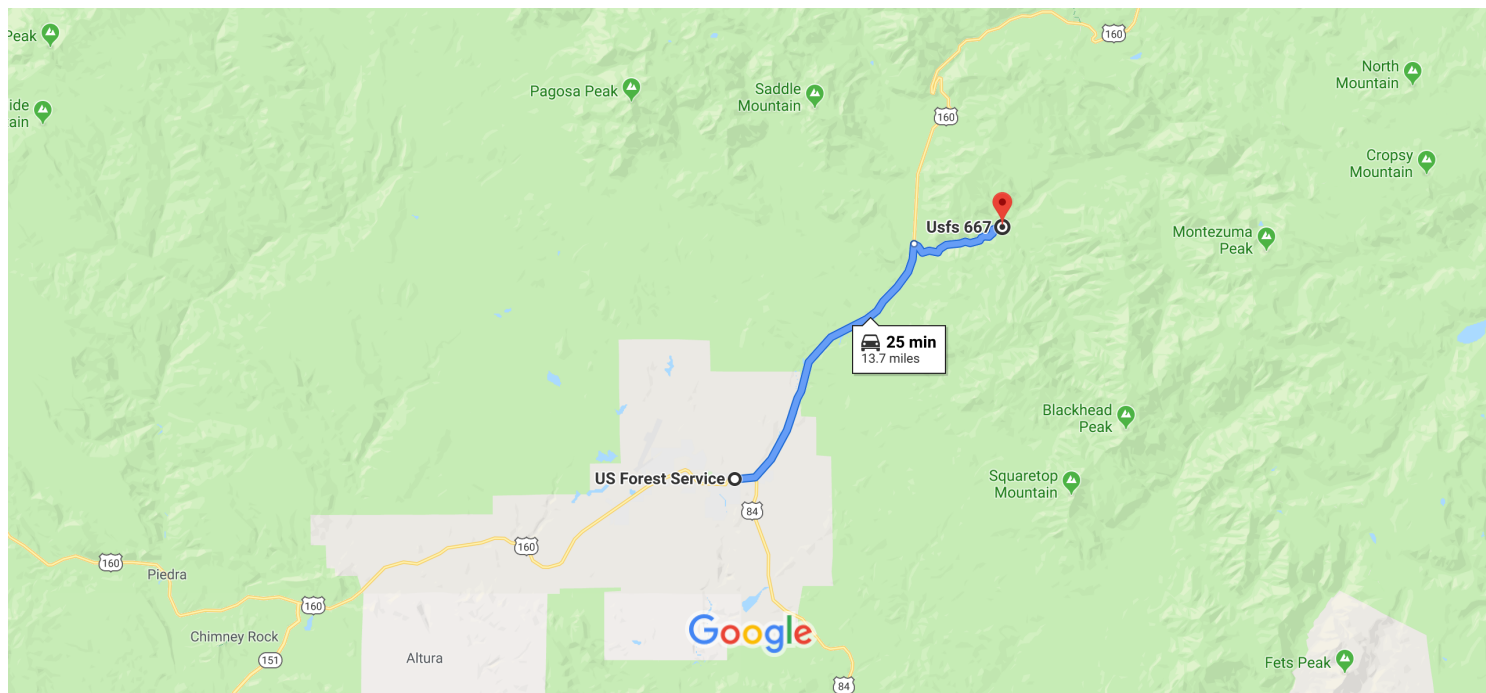 Peak
160
North
Mountain
Pagosa Peak
Saddle
Mountain
ide
ain
160
Cropsy
Mountain
Usfs 667
Montezuma
Peak
25 min
13.7 miles
Blackhead
Peak
US Forest Service
Squaretop
Mountain
84
160
160
Piedra
160
Google
Chimney Rock
Altura
151
Fets Peak
84